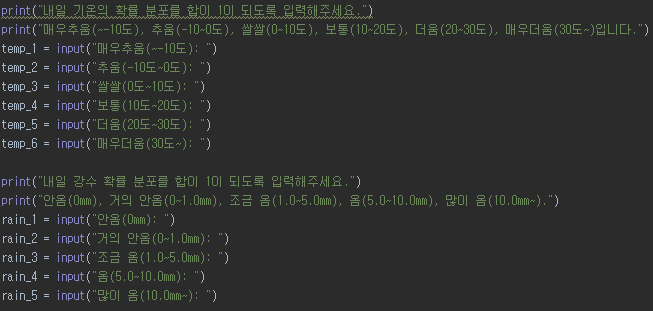 print("내일 기온의 확률 분포를 합이 1이 되도록 입력해주세요.")
print("매우추움(~-10도), 추움(-10~0도), 쌀쌀(0~10도), 보통(10~20도), 더움(20~30도), 매우더움(30도~)입니다.")
temp_1 = input("매우추움(~-10도): ")
temp_2 = input("추움(-10도~0도): ")
temp_3 = input("쌀쌀(0도~10도): ")
temp_4 = input("보통(10도~20도): ")
temp_5 = input("더움(20도~30도): ")
temp_6 = input("매우더움(30도~): ")
print("내일 강수 확률 분포를 합이 1이 되도록 입력해주세요.")
print("안옴(0mm), 거의 안옴(0~1.0mm), 조금 옴(1.0~5.0mm), 옴(5.0~10.0mm), 많이 옴(10.0mm~).")
rain_1 = input("안옴(0mm): ")
rain_2 = input("거의 안옴(0~1.0mm): ")
rain_3 = input("조금 옴(1.0~5.0mm): ")
rain_4 = input("옴(5.0~10.0mm): ")
rain_5 = input("많이 옴(10.0mm~): ")